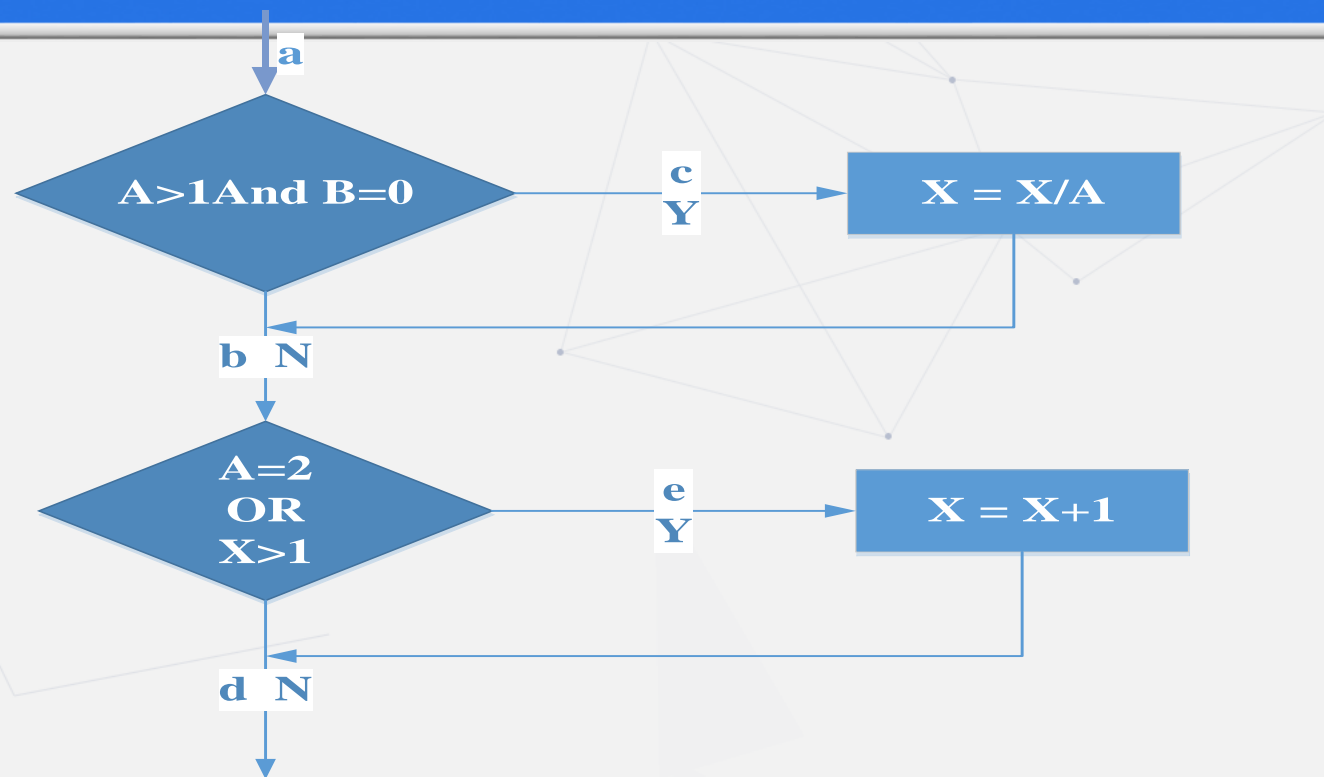 a
A>1And B=0
c
Y
X = X/A
b N
A=2
OR
X>1
e
Y
X = X+1
d N